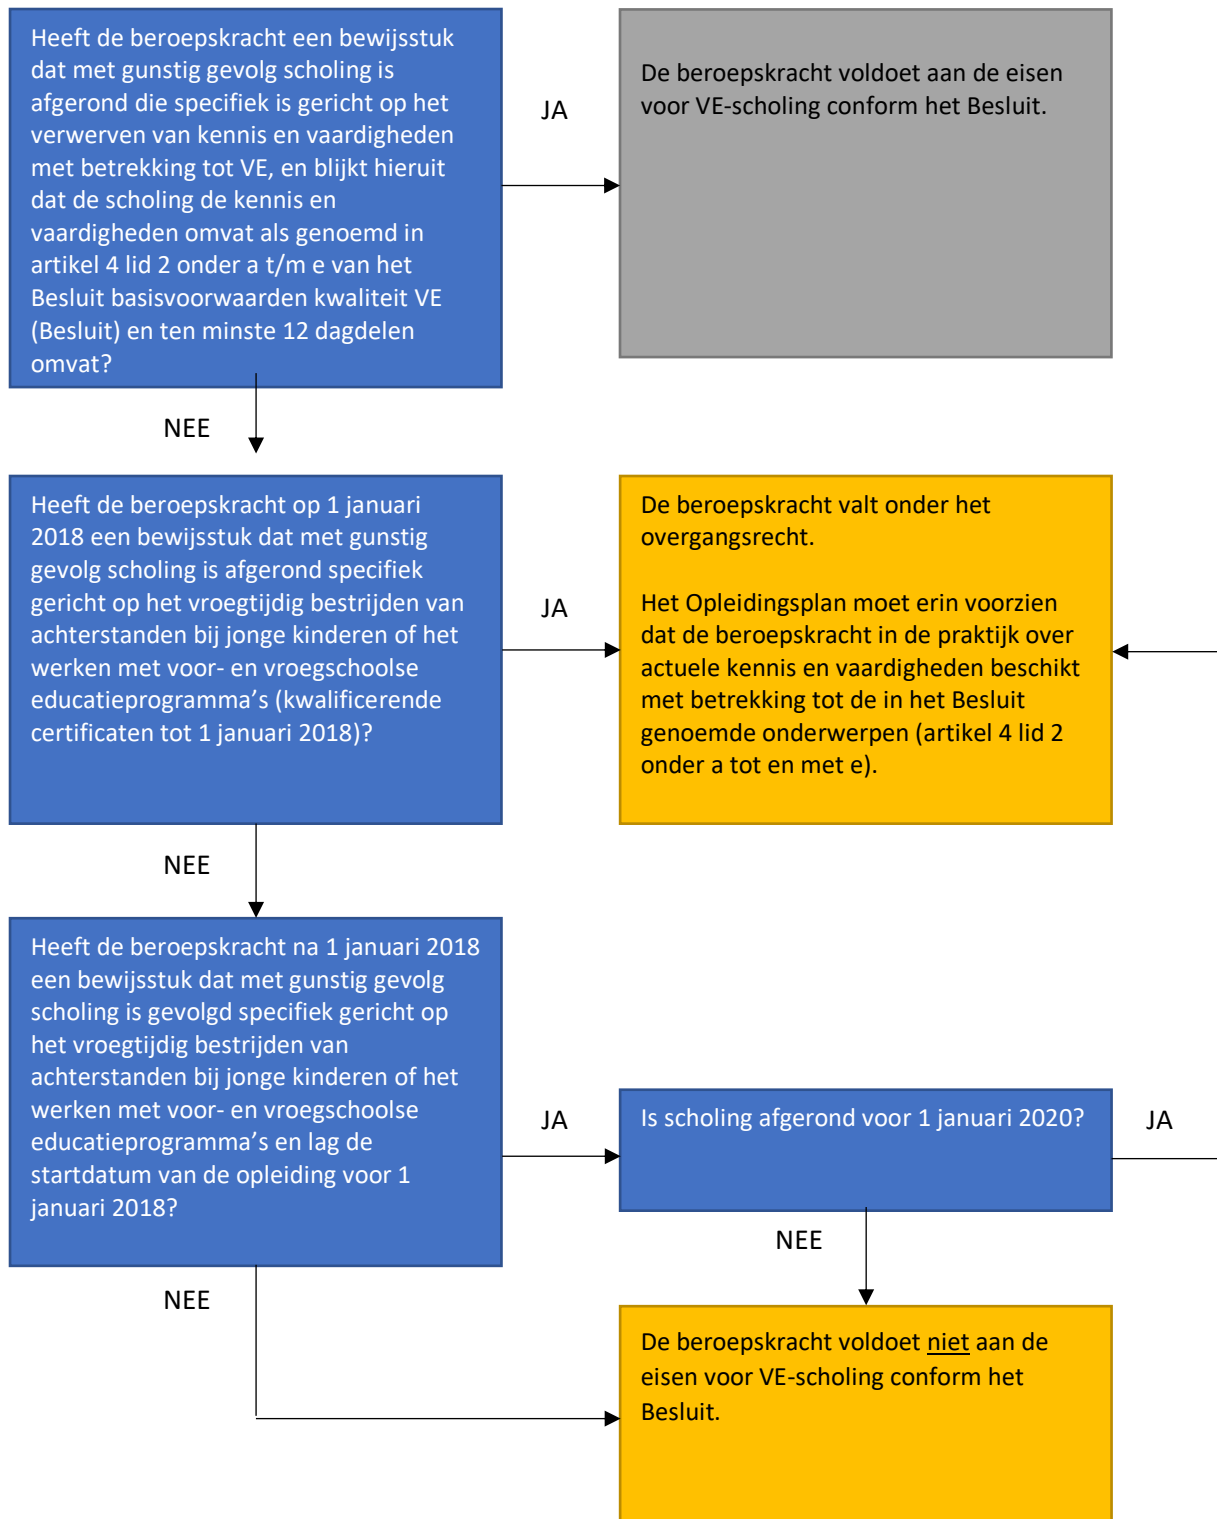 Heeft de beroepskracht een bewijsstuk
dat met gunstig gevolg scholing is
afgerond die specifiek is gericht op het
verwerven van kennis en vaardigheden
met betrekking tot VE, en blijkt hieruit
dat de scholing de kennis en
vaardigheden omvat als genoemd in
artikel 4 lid 2 onder a t/m e van het
Besluit basisvoorwaarden kwaliteit VE
(Besluit) en ten minste 12 dagdelen
omvat?
JA
De beroepskracht voldoet aan de eisen
voor VE-scholing conform het Besluit.
NEE
Heeft de beroepskracht op 1 januari
2018 een bewijsstuk dat met gunstig
gevolg scholing is afgerond specifiek
gericht op het vroegtijdig bestrijden van
achterstanden bij jonge kinderen of het
werken met voor- en vroegschoolse
educatieprogramma’s (kwalificerende
certificaten tot 1 januari 2018)?
JA
De beroepskracht valt onder het
overgangsrecht.
Het Opleidingsplan moet erin voorzien
dat de beroepskracht in de praktijk over
actuele kennis en vaardigheden beschikt
met betrekking tot de in het Besluit
genoemde onderwerpen (artikel 4 lid 2
onder a tot en met e).
NEE
Heeft de beroepskracht na 1 januari 2018
een bewijsstuk dat met gunstig gevolg
scholing is gevolgd specifiek gericht op
het vroegtijdig bestrijden van
achterstanden bij jonge kinderen of het
werken met voor- en vroegschoolse
educatieprogramma’s en lag de
startdatum van de opleiding voor 1
januari 2018?
JA
Is scholing afgerond voor 1 januari 2020?
JA
NEE
NEE
De beroepskracht voldoet niet aan de
eisen voor VE-scholing conform het
Besluit.